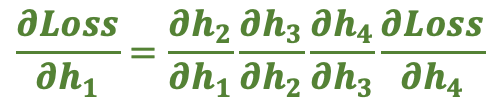 ∂Loss/∂h₁ = ∂h₂/∂h₁ ∂h₃/∂h₂ ∂h₄/∂h₃ ∂Loss/∂h₄